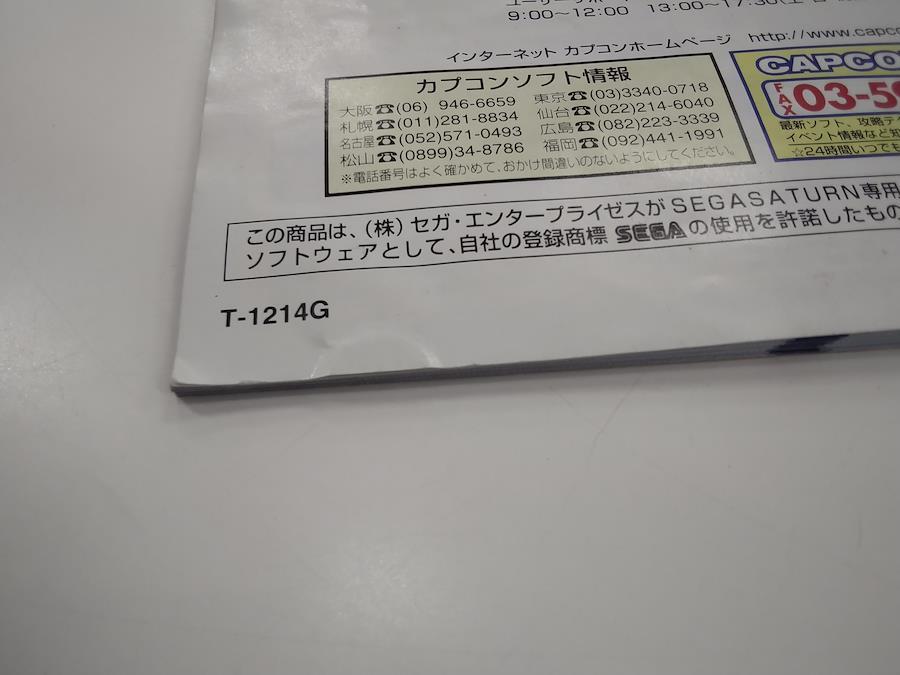 9:00～12:00 13:00～17:30
インターネット カプコンホームページ http://www.capco
カプコンソフト情報
大阪☎(06) 946-6659 東京☎(03)3340-0718
札幌☎(011)281-8834 仙台☎(022)214-6040
名古屋☎(052)571-0493 広島☎(082)223-3339
松山☎(0899)34-8786 福岡☎(092)441-1991
※電話番号はよく確かめて、おかけ間違いのないようにしてください。
CAPCO
FAX 03-5
最新ソフト、攻略テ
イベント情報など知
☆24時間いつでも
この商品は、(株)セガ・エンタープライゼスがSEGASATURN専用
ソフトウェアとして、自社の登録商標 SEGA の使用を許諾したもの
T-1214G